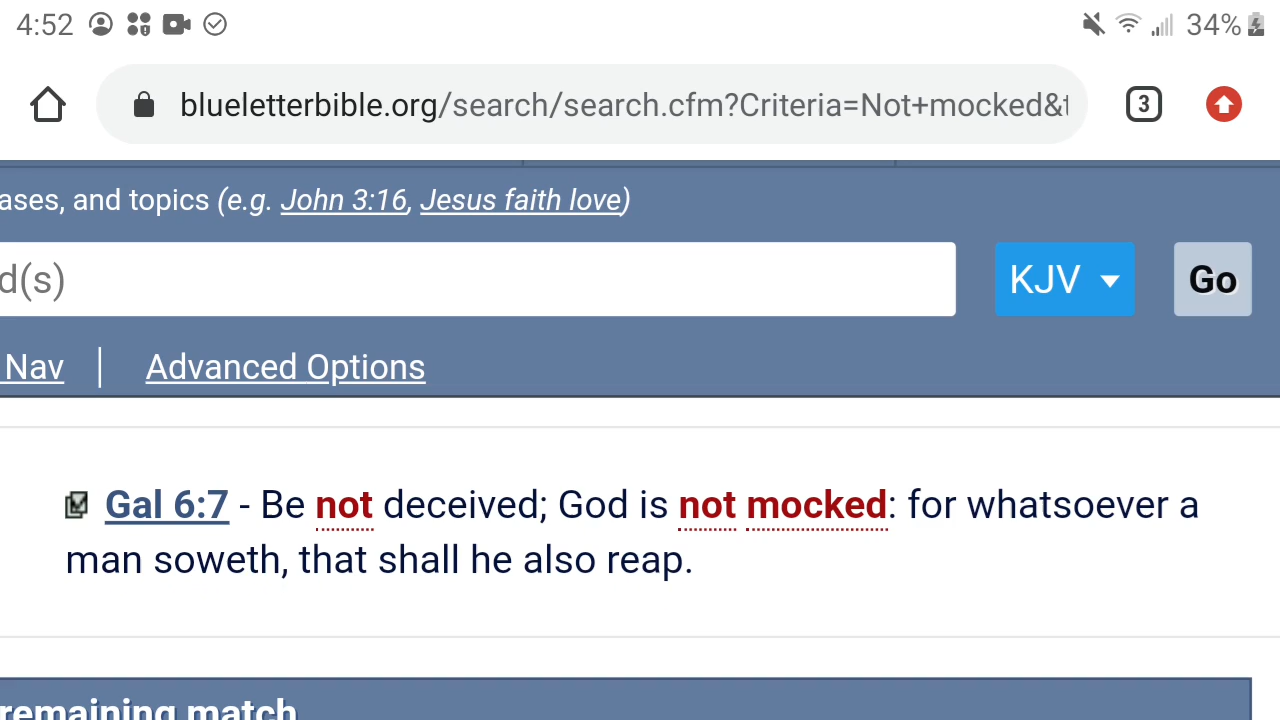 4:52 34%
blueletterbible.org/search/search.cfm?Criteria=Not+mocked& 3
ases, and topics (e.g. John 3:16, Jesus faith love)
d(s) KJV Go
Nav | Advanced Options
Gal 6:7 - Be not deceived; God is not mocked: for whatsoever a
man soweth, that shall he also reap.
remaining match